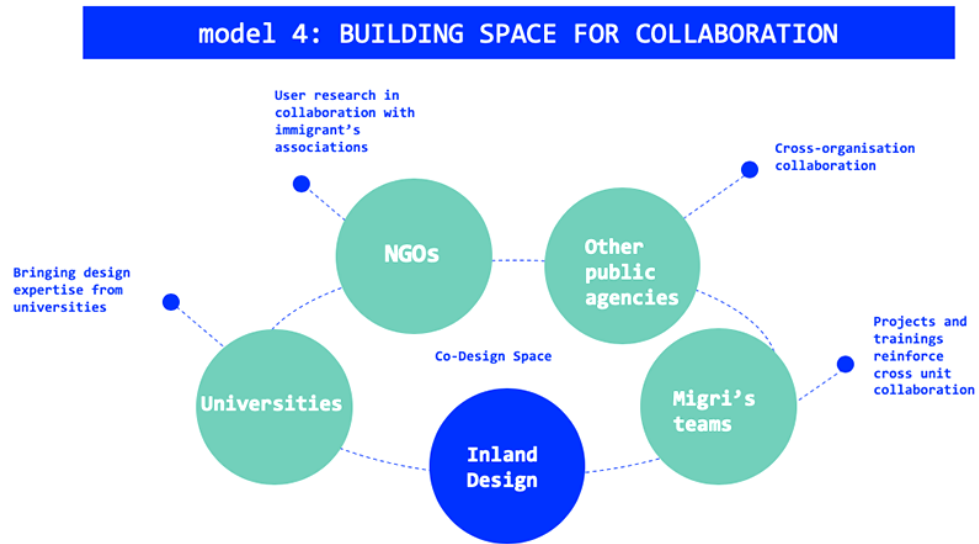 model 4: BUILDING SPACE FOR COLLABORATION
User research in
collaboration with
immigrant's
associations
Cross-organisation
collaboration
NGOs
Other
public
agencies
Bringing design
expertise from
universities
Projects and
trainings
reinforce
cross unit
collaboration
Co-Design Space
Universities
Migri's
teams
Inland
Design